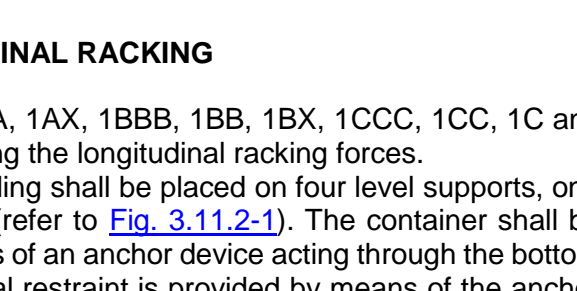 INAL RACKING
A, 1AX, 1BBB, 1BB, 1BX, 1CCC, 1CC, 1C an
ng the longitudinal racking forces.
ding shall be placed on four level supports, on
(refer to Fig. 3.11.2-1). The container shall b
s of an anchor device acting through the botto
al restraint is provided by means of the ancho